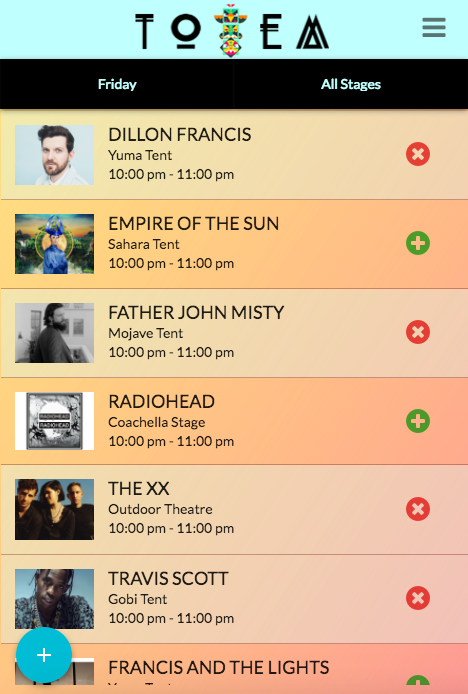 TOTEM
Friday
All Stages
DILLON FRANCIS
Yuma Tent
10:00 pm - 11:00 pm
EMPIRE OF THE SUN
Sahara Tent
10:00 pm - 11:00 pm
FATHER JOHN MISTY
Mojave Tent
10:00 pm - 11:00 pm
RADIOHEAD
RADIOHEAD
RADIOHEAD
Coachella Stage
10:00 pm - 11:00 pm
THE XX
Outdoor Theatre
10:00 pm - 11:00 pm
TRAVIS SCOTT
Gobi Tent
10:00 pm - 11:00 pm
FRANCIS AND THE LIGHTS
Yuma Tent